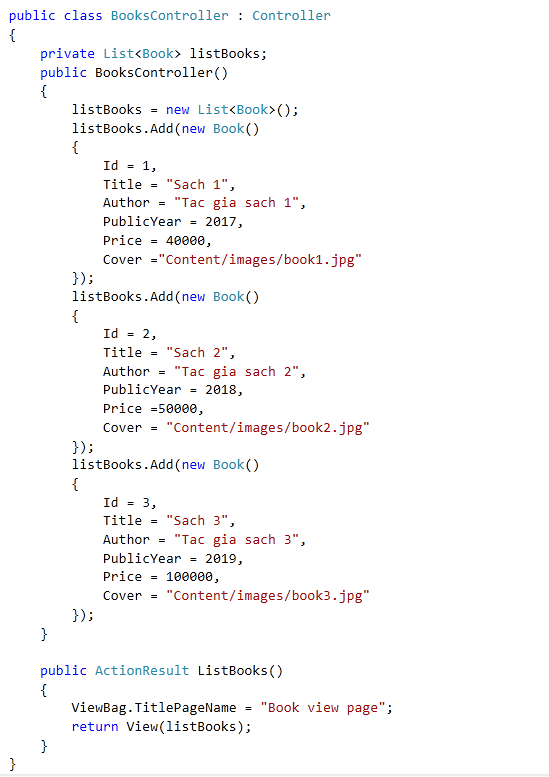 public class BooksController : Controller
{
    private List<Book> listBooks;
    public BooksController()
    {
        listBooks = new List<Book>();
        listBooks.Add(new Book()
        {
            Id = 1,
            Title = "Sach 1",
            Author = "Tac gia sach 1",
            PublicYear = 2017,
            Price = 40000,
            Cover ="Content/images/book1.jpg"
        });
        listBooks.Add(new Book()
        {
            Id = 2,
            Title = "Sach 2",
            Author = "Tac gia sach 2",
            PublicYear = 2018,
            Price =50000,
            Cover = "Content/images/book2.jpg"
        });
        listBooks.Add(new Book()
        {
            Id = 3,
            Title = "Sach 3",
            Author = "Tac gia sach 3",
            PublicYear = 2019,
            Price = 100000,
            Cover = "Content/images/book3.jpg"
        });
    }

    public ActionResult ListBooks()
    {
        ViewBag.TitlePageName = "Book view page";
        return View(listBooks);
    }
}